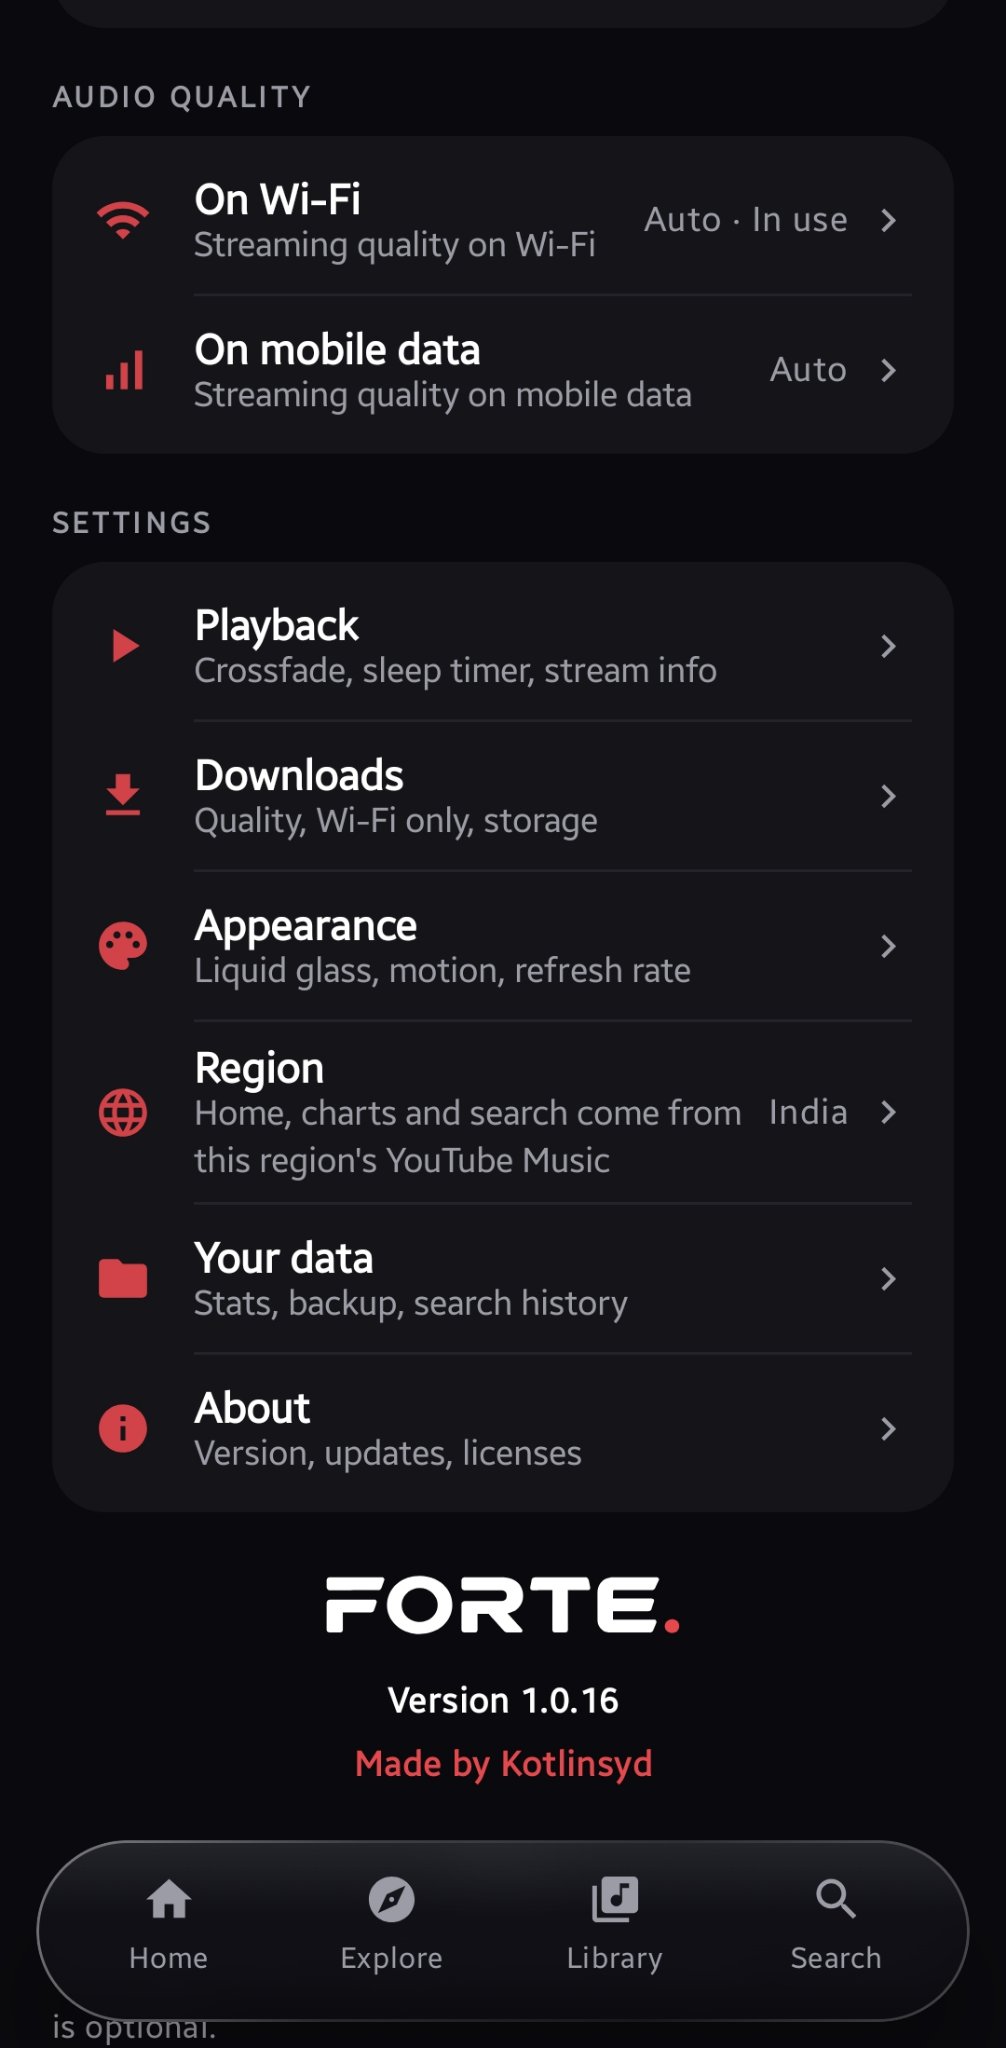 AUDIO QUALITY
On Wi-Fi
Streaming quality on Wi-Fi
Auto · In use
On mobile data
Streaming quality on mobile data
Auto
SETTINGS
Playback
Crossfade, sleep timer, stream info
Downloads
Quality, Wi-Fi only, storage
Appearance
Liquid glass, motion, refresh rate
Region
Home, charts and search come from
this region's YouTube Music
India
Your data
Stats, backup, search history
About
Version, updates, licenses
FORTE.
Version 1.0.16
Made by Kotlinsyd
Home
Explore
Library
Search
is optional.